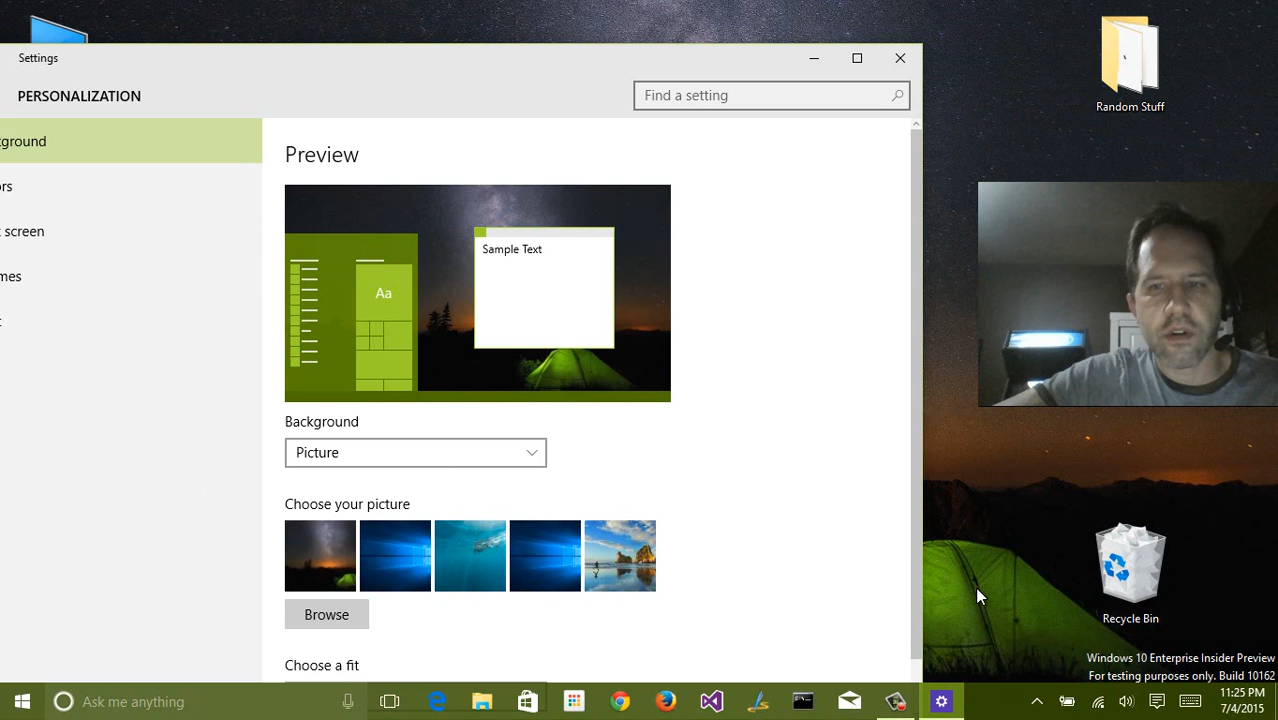 Settings
PERSONALIZATION
Find a setting
ground
rs
screen
mes
Preview
Sample Text
Aa
Background
Picture
Choose your picture
Browse
Choose a fit
Random Stuff
Recycle Bin
Windows 10 Enterprise Insider Preview
For testing purposes only. Build 10162
Ask me anything
11:25 PM
7/4/2015